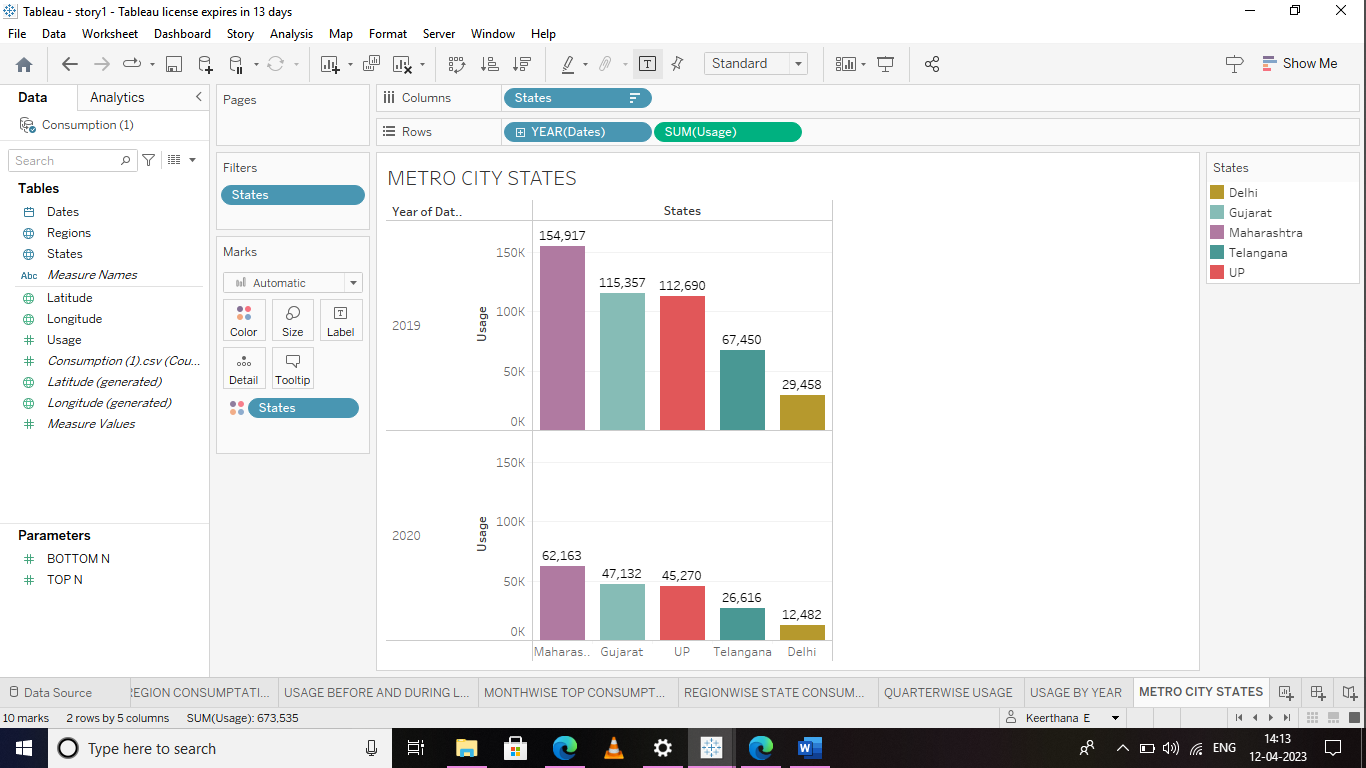 Tableau - story1 - Tableau license expires in 13 days
File Data Worksheet Dashboard Story Analysis Map Format Server Window Help
Standard
Show Me
Data Analytics
Consumption (1)
Search
Tables
Dates
Regions
States
Abc Measure Names
Latitude
Longitude
Usage
Consumption (1).csv (Cou...
Latitude (generated)
Longitude (generated)
Measure Values
Parameters
BOTTOM N
TOP N
Pages
Filters
States
Marks
Automatic
Color Size Label
Detail Tooltip
States
Columns States
Rows YEAR(Dates) SUM(Usage)
METRO CITY STATES
Year of Dat.. States
2019
Usage
150K
100K
50K
0K
154,917
115,357
112,690
67,450
29,458
2020
Usage
150K
100K
50K
0K
62,163
47,132
45,270
26,616
12,482
Maharas.. Gujarat UP Telangana Delhi
States
Delhi
Gujarat
Maharashtra
Telangana
UP
Data Source EGION CONSUMPTATI... USAGE BEFORE AND DURING L... MONTHWISE TOP CONSUMPT... REGIONWISE STATE CONSUM... QUARTERWISE USAGE USAGE BY YEAR METRO CITY STATES
10 marks 2 rows by 5 columns SUM(Usage): 673,535 Keerthana E
Type here to search
ENG
14:13
12-04-2023